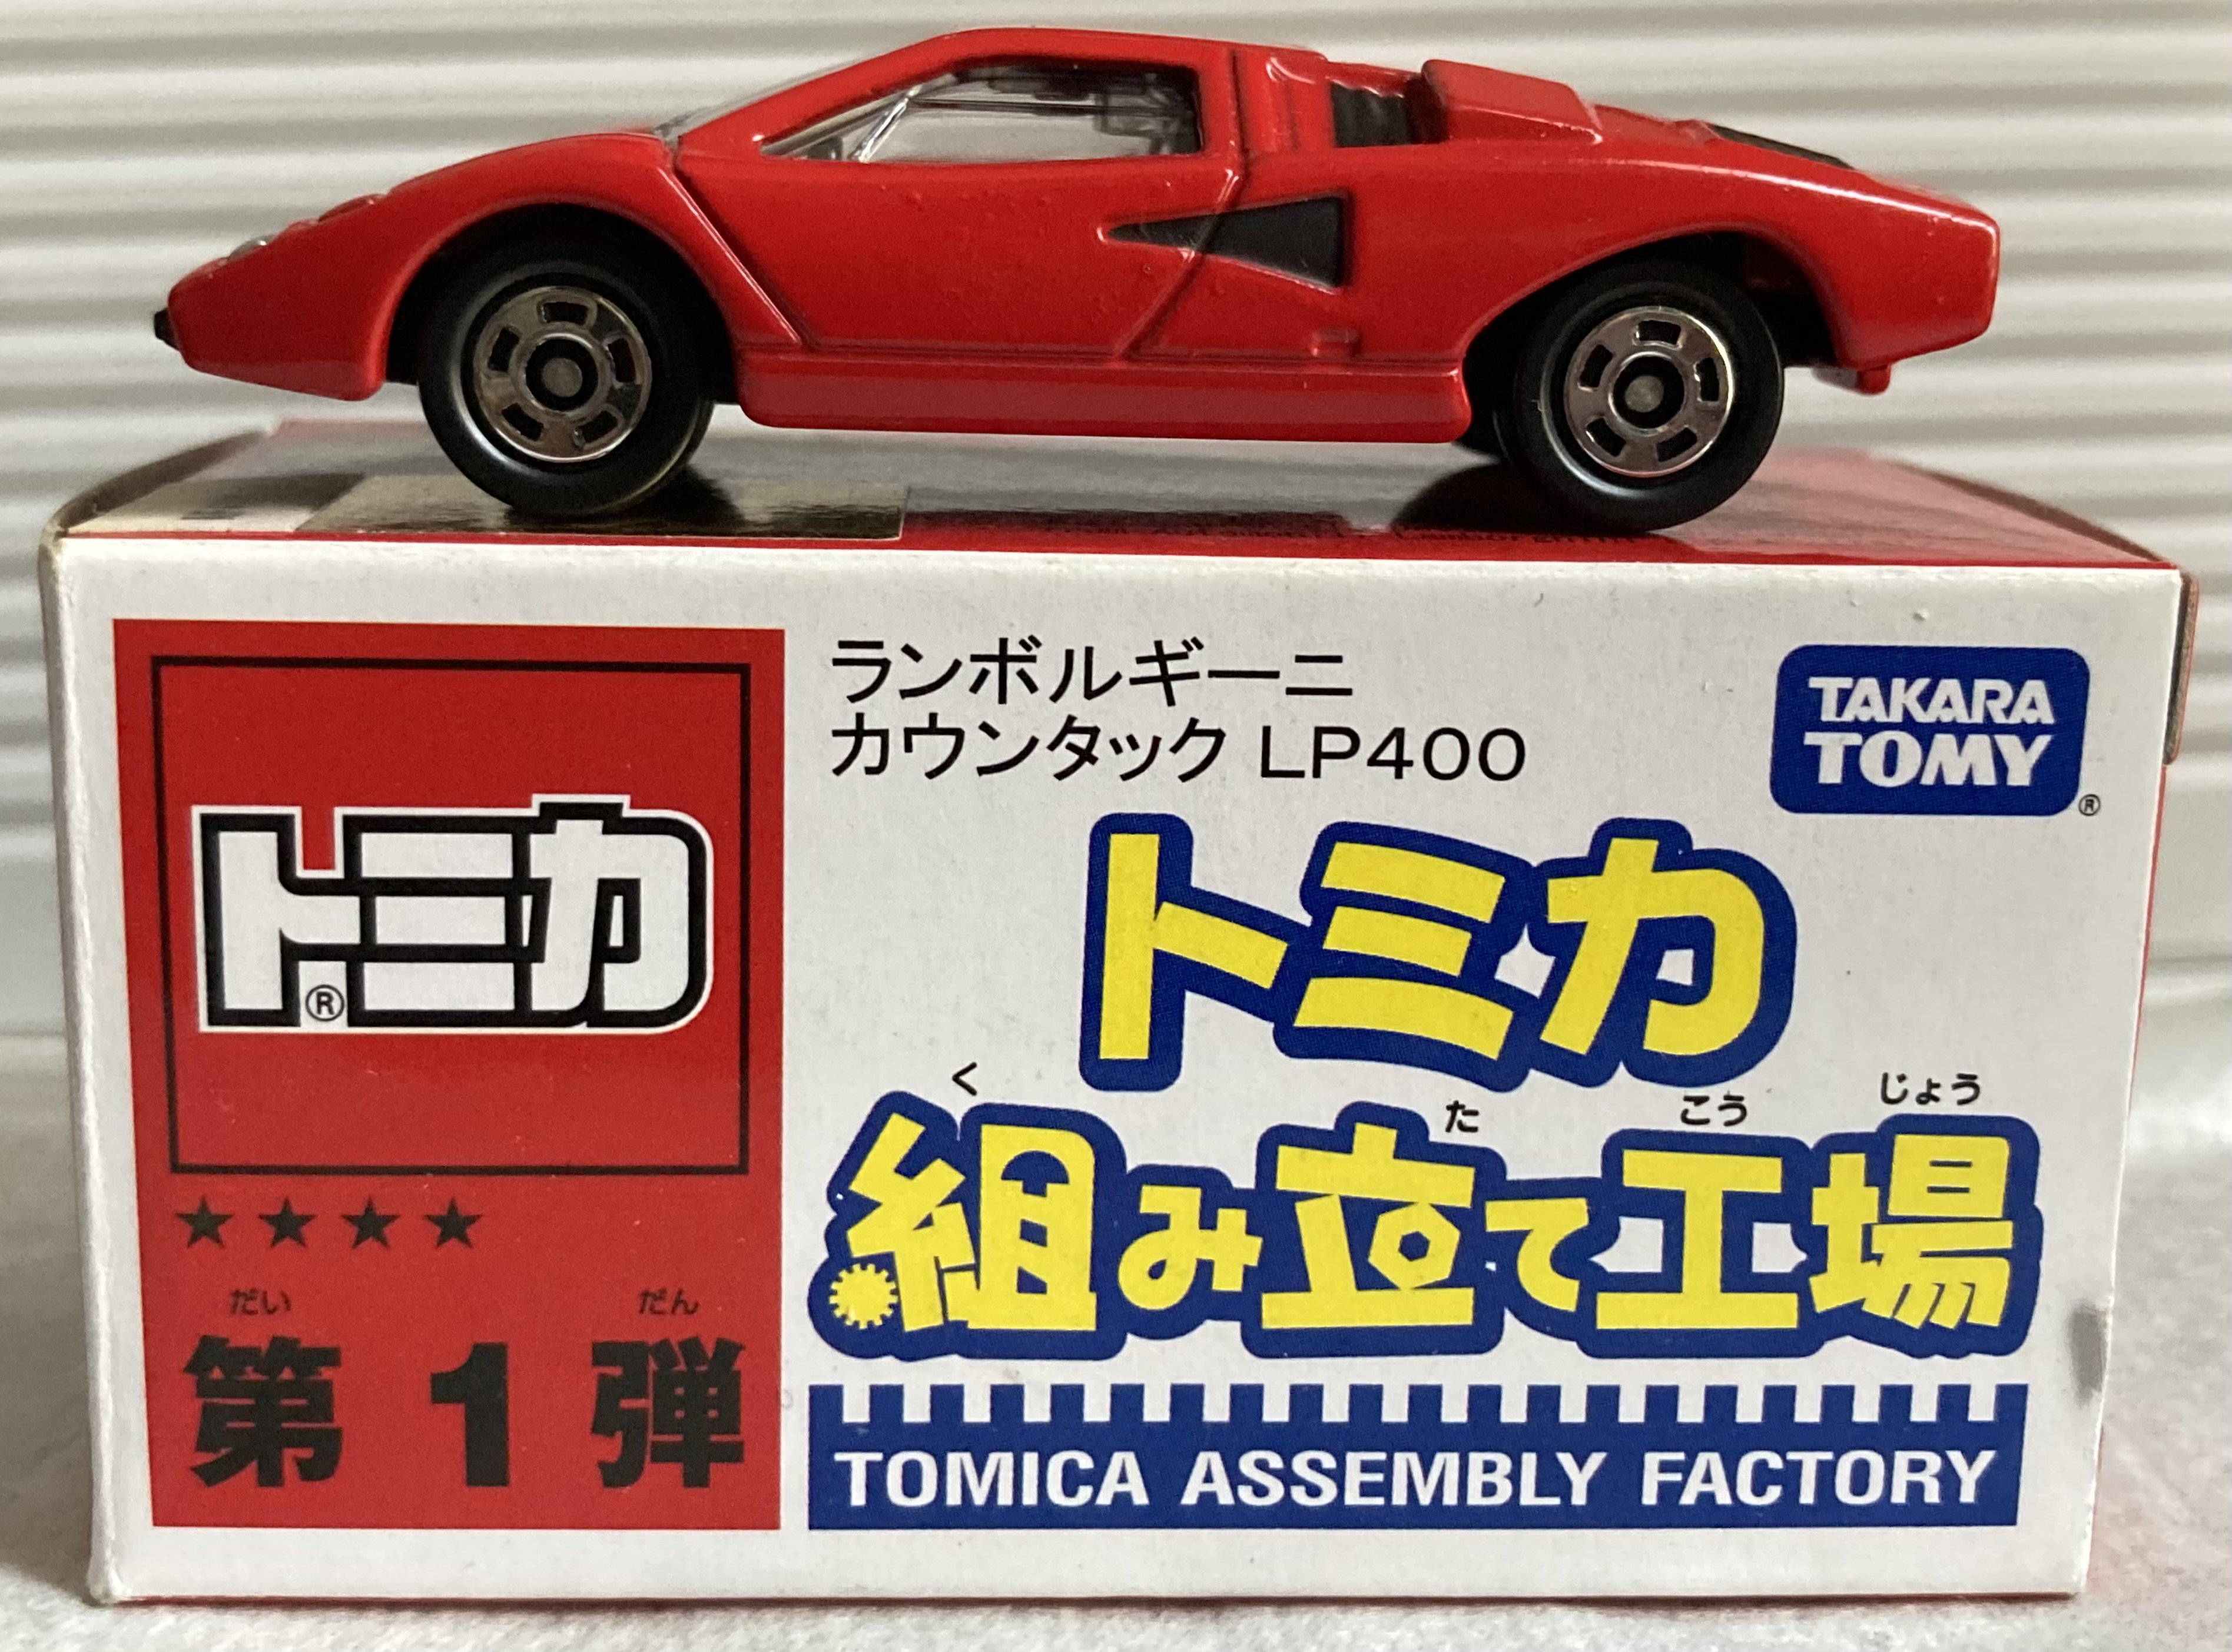 ランボルギーニ
カウンタック LP400
TAKARA
TOMY
®
トミカ
®
トミカ
く た こう じょう
組み立て工場
TOMICA ASSEMBLY FACTORY
★★★★
だい だん
第1弾